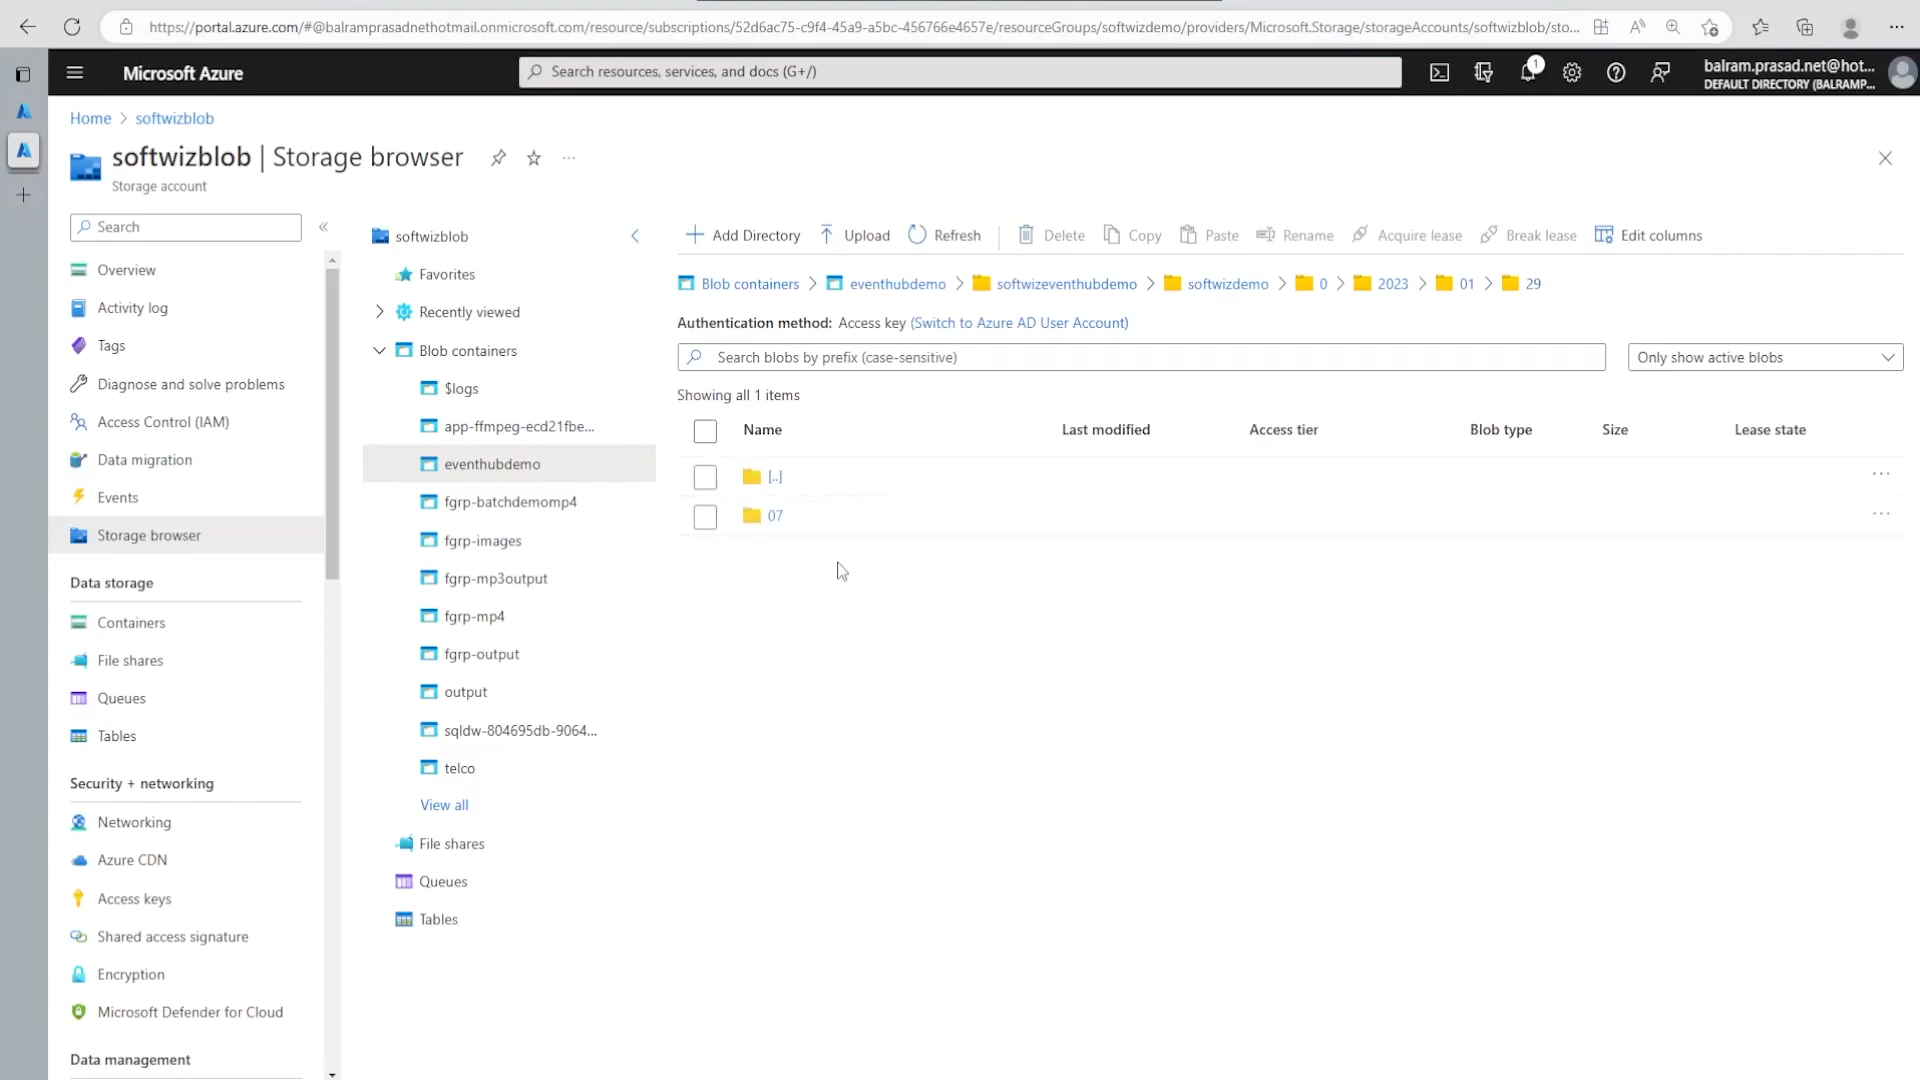 https://portal.azure.com/#@balramprasadnethotmail.onmicrosoft.com/resource/subscriptions/52d6ac75-c9f4-45a9-a5bc-456766e4657e/resourceGroups/softwizdemo/providers/Microsoft.Storage/storageAccounts/softwizblob/sto...
Microsoft Azure
Search resources, services, and docs (G+/)
1
balram.prasad.net@hot...
DEFAULT DIRECTORY (BALRAMP...
Home > softwizblob
softwizblob | Storage browser
Storage account
Search
Overview
Activity log
Tags
Diagnose and solve problems
Access Control (IAM)
Data migration
Events
Storage browser
Data storage
Containers
File shares
Queues
Tables
Security + networking
Networking
Azure CDN
Access keys
Shared access signature
Encryption
Microsoft Defender for Cloud
Data management
softwizblob
Favorites
Recently viewed
Blob containers
$logs
app-ffmpeg-ecd21fbe...
eventhubdemo
fgrp-batchdemomp4
fgrp-images
fgrp-mp3output
fgrp-mp4
fgrp-output
output
sqldw-804695db-9064...
telco
View all
File shares
Queues
Tables
Add Directory Upload Refresh Delete Copy Paste Rename Acquire lease Break lease Edit columns
Blob containers > eventhubdemo > softwizeventhubdemo > softwizdemo > 0 > 2023 > 01 > 29
Authentication method: Access key (Switch to Azure AD User Account)
Search blobs by prefix (case-sensitive)
Only show active blobs
Showing all 1 items
Name Last modified Access tier Blob type Size Lease state
[..]
07